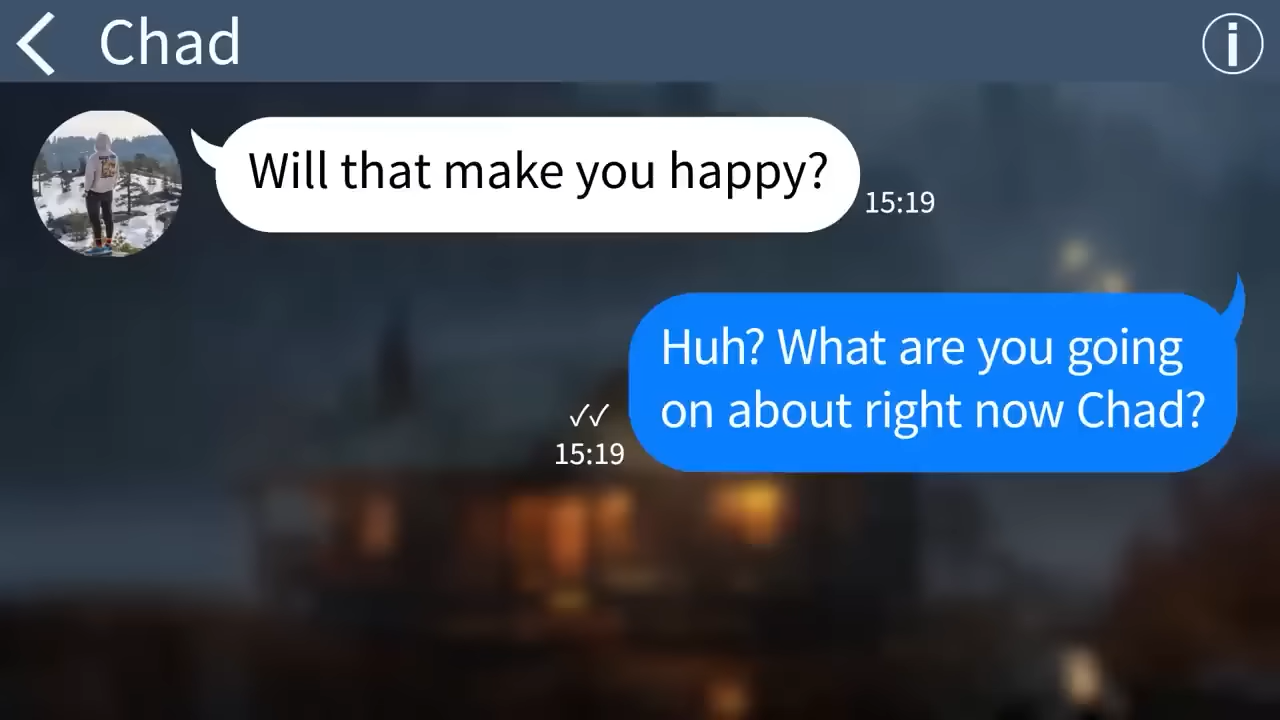 Chad
Will that make you happy?
15:19
Huh? What are you going
on about right now Chad?
15:19